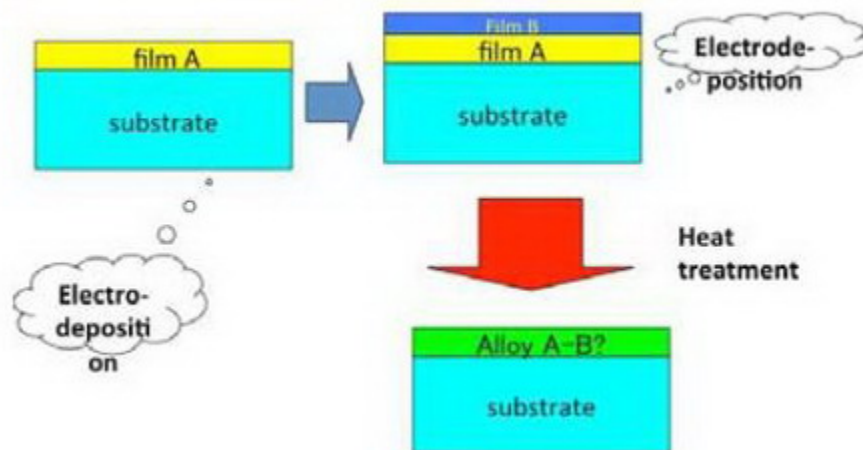 film A
substrate
Electro-
depositi
on
Film B
film A
substrate
Electrode-
position
Heat
treatment
Alloy A-B?
substrate